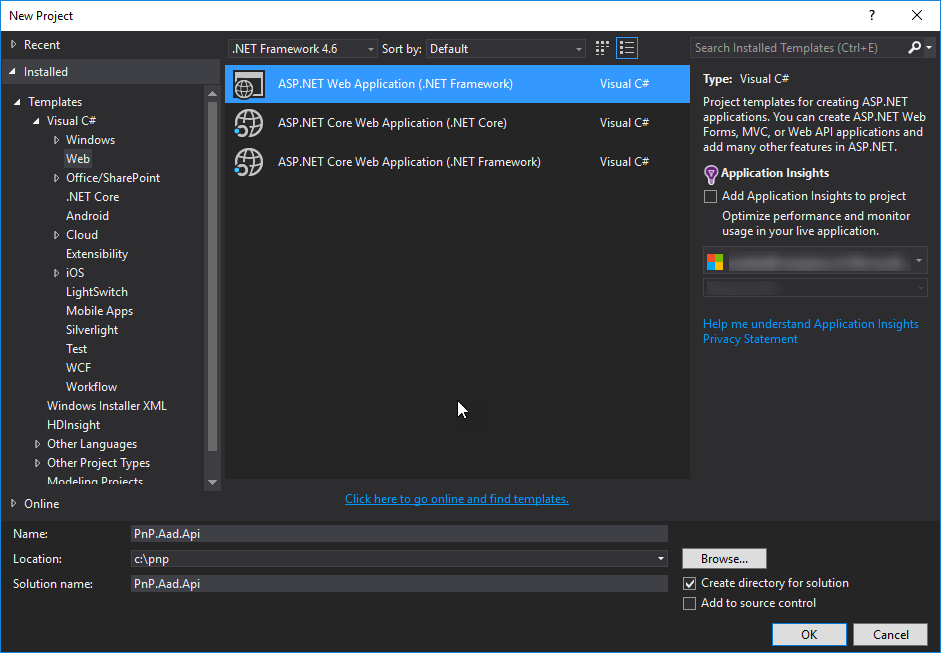 New Project
?
Recent
Installed
Templates
Visual C#
Windows
Web
Office/SharePoint
.NET Core
Android
Cloud
Extensibility
iOS
LightSwitch
Mobile Apps
Silverlight
Test
WCF
Workflow
Windows Installer XML
HDInsight
Other Languages
Other Project Types
Modeling Projects
Online
.NET Framework 4.6 Sort by: Default
ASP.NET Web Application (.NET Framework) Visual C#
ASP.NET Core Web Application (.NET Core) Visual C#
ASP.NET Core Web Application (.NET Framework) Visual C#
Click here to go online and find templates.
Search Installed Templates (Ctrl+E)
Type: Visual C#
Project templates for creating ASP.NET
applications. You can create ASP.NET Web
Forms, MVC, or Web API applications and
add many other features in ASP.NET.
Application Insights
Add Application Insights to project
Optimize performance and monitor
usage in your live application.
Help me understand Application Insights
Privacy Statement
Name: PnP.Aad.Api
Location: c:\pnp
Browse...
Solution name: PnP.Aad.Api
Create directory for solution
Add to source control
OK Cancel